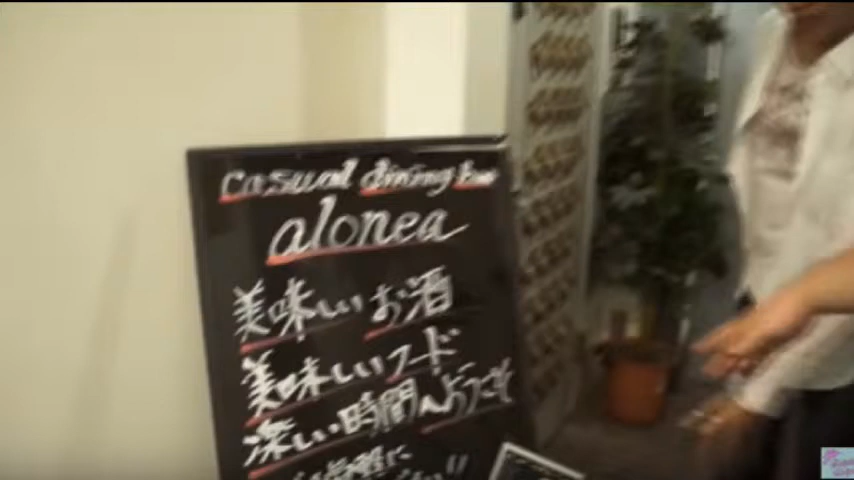 casual dining bar
alonea
美味しいお酒
美味しいフード
楽しい時間へようこそ